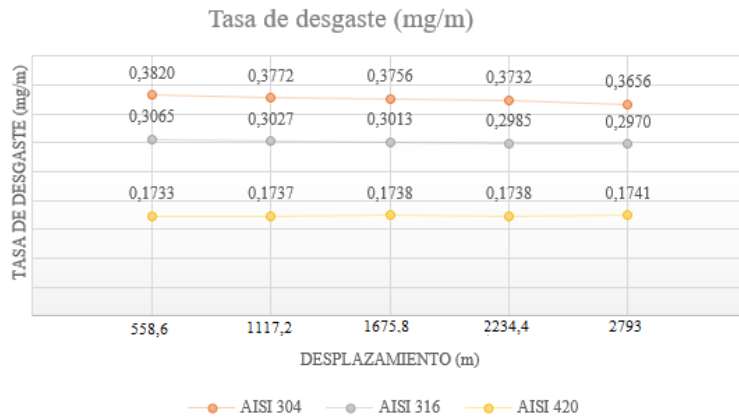 Tasa de desgaste (mg/m)
TASA DE DESGASTE (mg/m)
0,3820 0,3772 0,3756 0,3732 0,3656
0,3065 0,3027 0,3013 0,2985 0,2970
0,1733 0,1737 0,1738 0,1738 0,1741
558,6 1117,2 1675,8 2234,4 2793
DESPLAZAMIENTO (m)
AISI 304 AISI 316 AISI 420